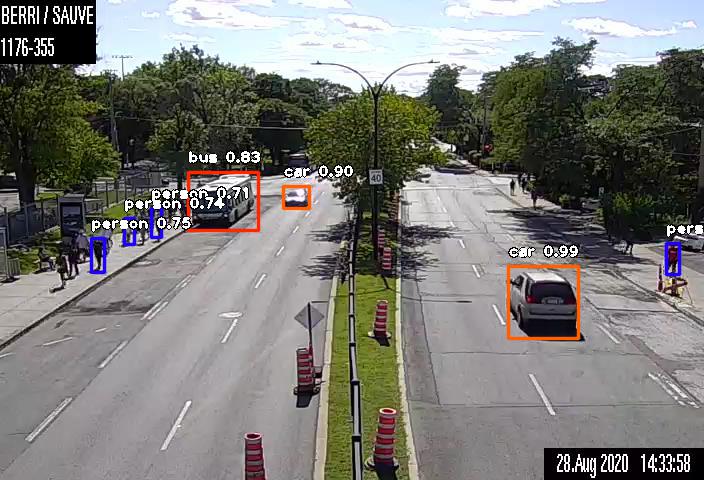 BERRI / SAUVE
1176-355
bus 0.83
car 0.90
40
person 0.71
person 0.74
person 0.75
pers
car 0.99
28.Aug 2020 14:33:58